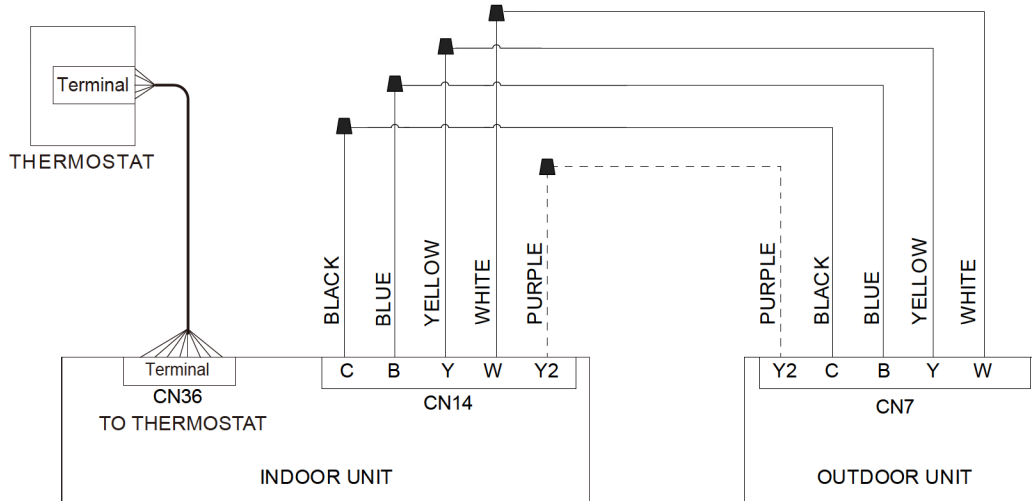 Terminal
THERMOSTAT
BLACK
BLUE
YELLOW
WHITE
PURPLE
PURPLE
BLACK
BLUE
YELLOW
WHITE
Terminal
CN36
TO THERMOSTAT
C B Y W Y2
CN14
INDOOR UNIT
Y2 C B Y W
CN7
OUTDOOR UNIT